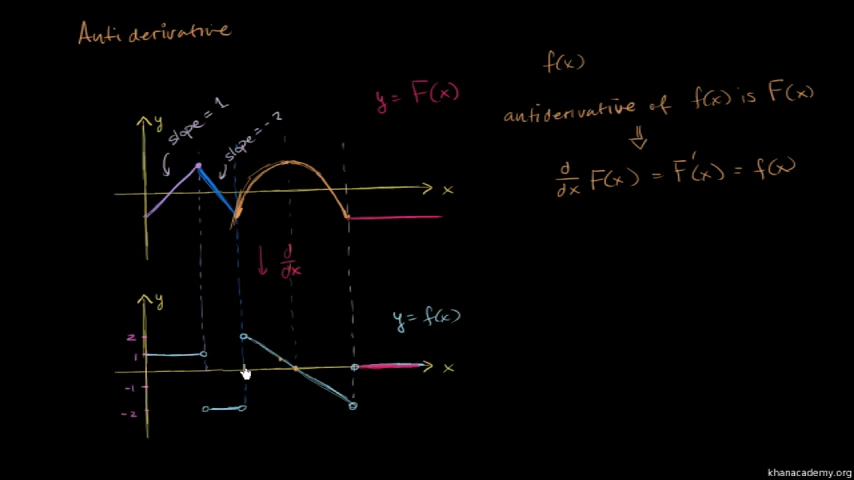 Antiderivative
f(x)
y = F(x)
antiderivative of f(x) is F(x)
⇓
d/dx F(x) = F'(x) = f(x)
y
slope = 1
slope = -2
x
↓ d/dx
y
y = f(x)
2
1
x
-1
-2
khanacademy.org